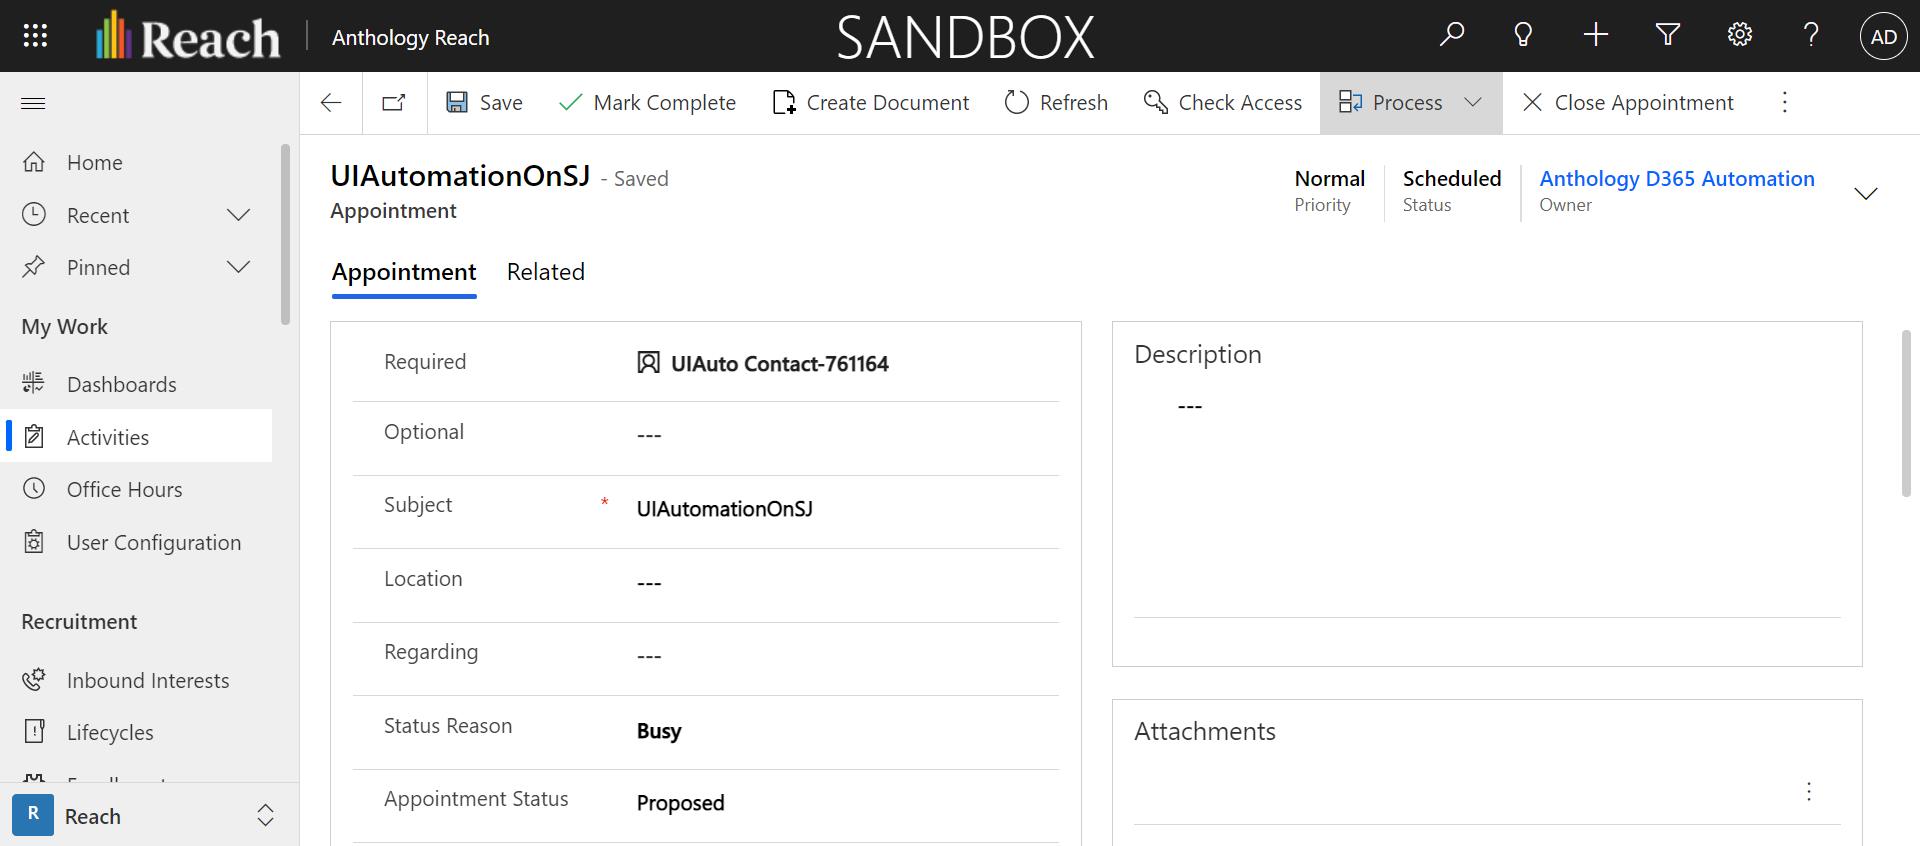 Reach
Anthology Reach
SANDBOX
AD
Save
Mark Complete
Create Document
Refresh
Check Access
Process
Close Appointment
Home
Recent
Pinned
My Work
Dashboards
Activities
Office Hours
User Configuration
Recruitment
Inbound Interests
Lifecycles
R
Reach
UIAutomationOnSJ - Saved
Appointment
Normal
Priority
Scheduled
Status
Anthology D365 Automation
Owner
Appointment
Related
Required
UIAuto Contact-761164
Optional
---
Subject
*
UIAutomationOnSJ
Location
---
Regarding
---
Status Reason
Busy
Appointment Status
Proposed
Description
---
Attachments